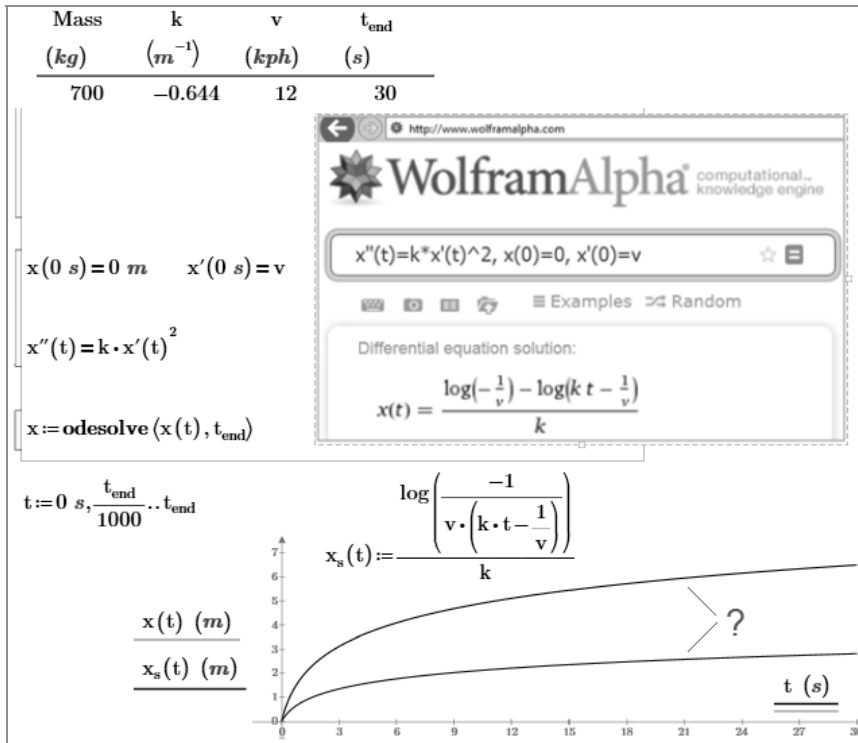 Mass k v t_end
(kg) (m⁻¹) (kph) (s)
700 −0.644 12 30
http://www.wolframalpha.com
WolframAlpha computational knowledge engine
x''(t)=k*x'(t)^2, x(0)=0, x'(0)=v
Examples Random
Differential equation solution:
x(t) = (log(−1/v) − log(k t − 1/v))/k
x(0 s)=0 m x′(0 s)=v
x″(t)=k·x′(t)²
x:=odesolve(x(t), t_end)
t:=0 s, t_end/1000 .. t_end
x_s(t):=log(−1/(v·(k·t−1/v)))/k
7
6
5
4
3
2
1
0
x(t) (m)
x_s(t) (m)
?
t (s)
0 3 6 9 12 15 18 21 24 27